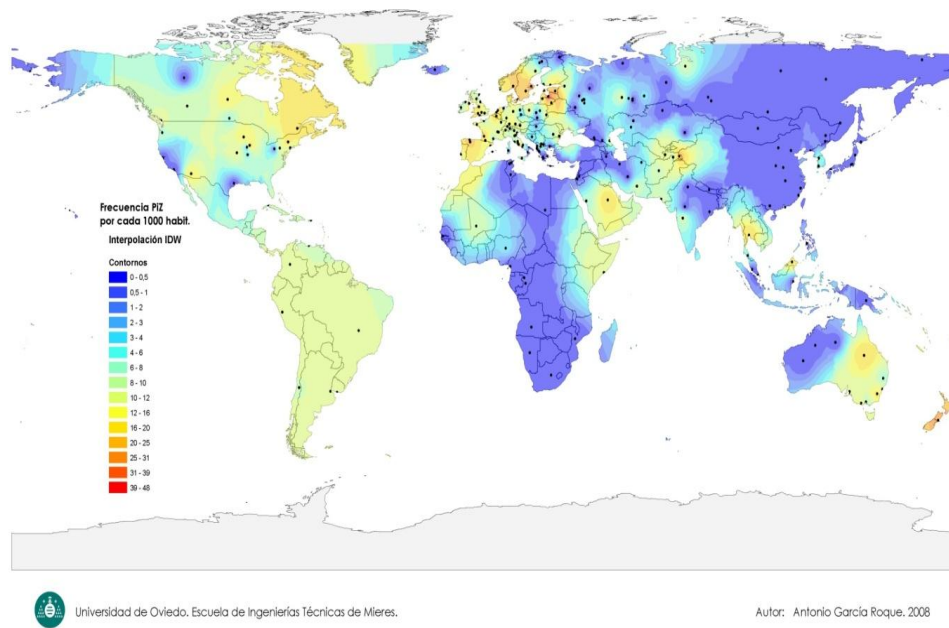 Frecuencia PiZ
por cada 1000 habit.
Interpolación IDW
Contornos
0 - 0,5
0,5 - 1
1 - 2
2 - 3
3 - 4
4 - 6
6 - 8
8 - 10
10 - 12
12 - 16
16 - 20
20 - 25
25 - 31
31 - 39
39 - 48
Universidad de Oviedo. Escuela de Ingenierías Técnicas de Mieres.
Autor: Antonio García Roque. 2008